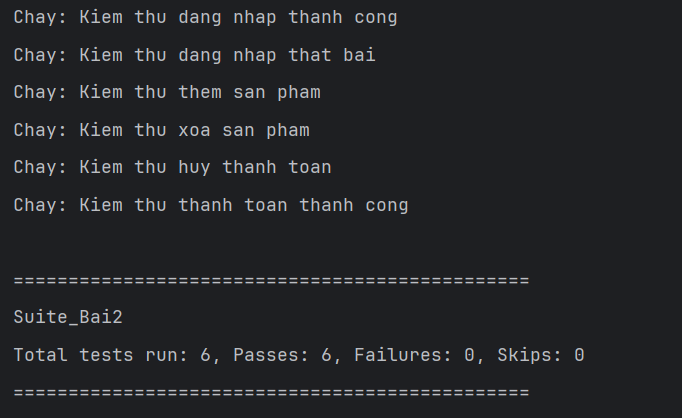 Chay: Kiem thu dang nhap thanh cong
Chay: Kiem thu dang nhap that bai
Chay: Kiem thu them san pham
Chay: Kiem thu xoa san pham
Chay: Kiem thu huy thanh toan
Chay: Kiem thu thanh toan thanh cong
===============================================
Suite_Bai2
Total tests run: 6, Passes: 6, Failures: 0, Skips: 0
===============================================